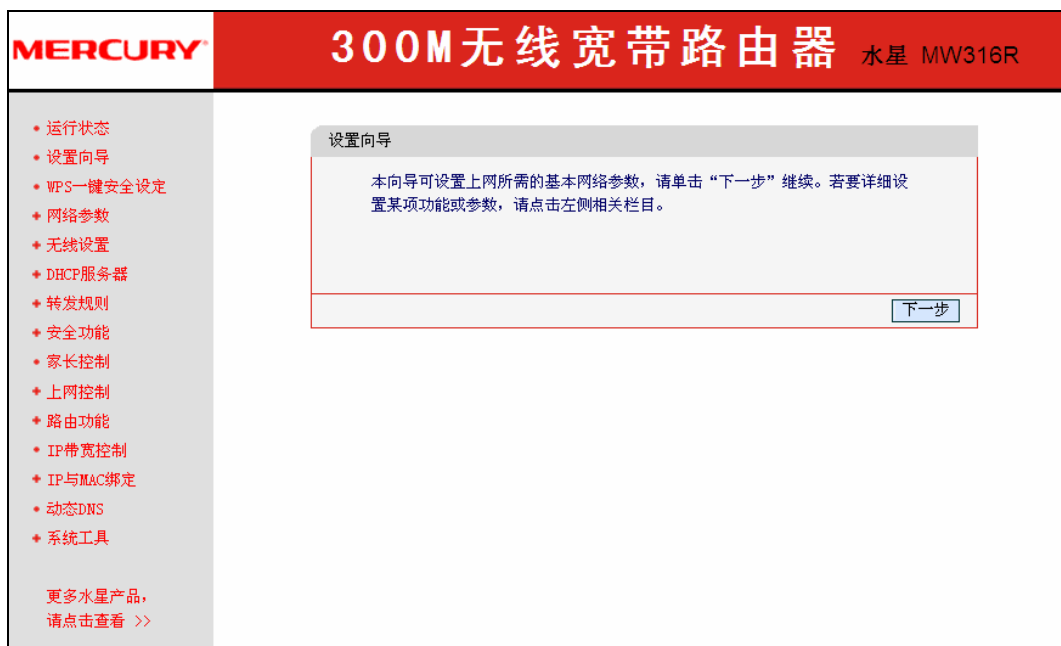 MERCURY
300M无线宽带路由器 水星 MW316R
运行状态
设置向导
WPS一键安全设定
网络参数
无线设置
DHCP服务器
转发规则
安全功能
家长控制
上网控制
路由功能
IP带宽控制
IP与MAC绑定
动态DNS
系统工具
更多水星产品，
请点击查看 >>
设置向导
本向导可设置上网所需的基本网络参数，请单击“下一步”继续。若要详细设
置某项功能或参数，请点击左侧相关栏目。
下一步